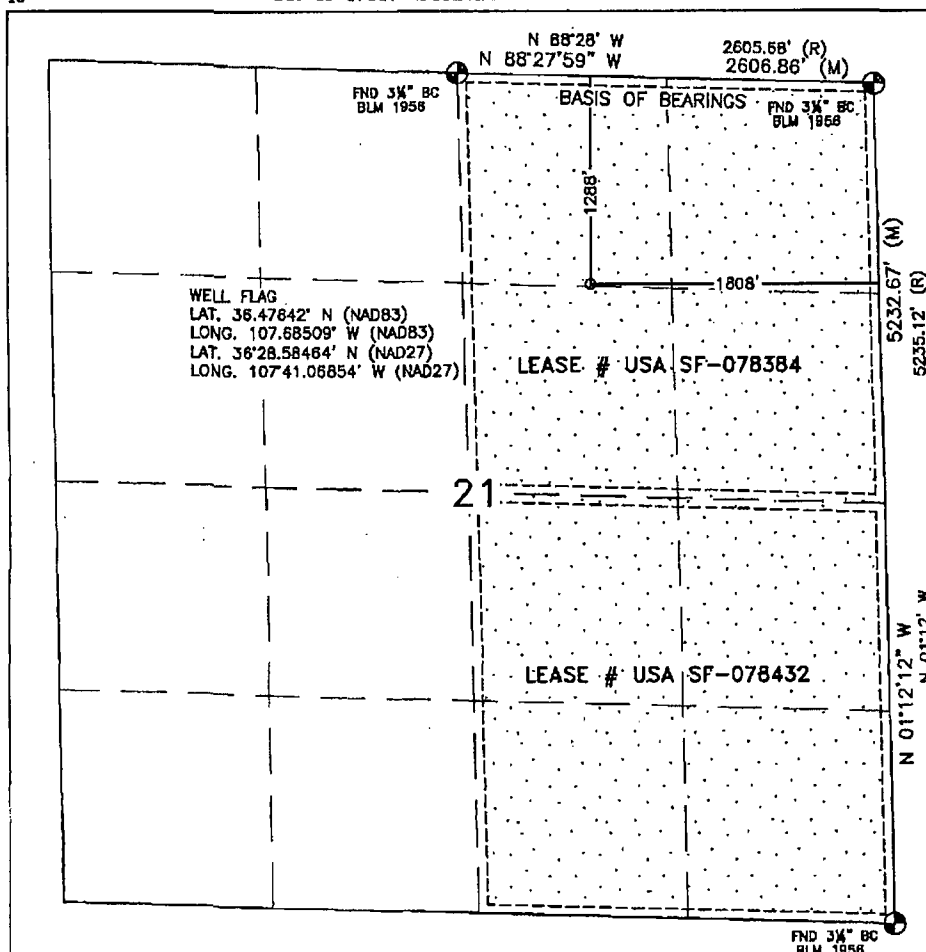 N 88°28' W
N 88°27'59" W
2605.68' (R)
2606.86' (M)
FND 3¼" BC
BLM 1956
BASIS OF BEARINGS
FND 3¼" BC
BLM 1956
1288'
1808'
5232.67' (M)
5235.12' (R)
WELL FLAG
LAT. 36.47642° N (NAD83)
LONG. 107.68509° W (NAD83)
LAT. 36°28.58464' N (NAD27)
LONG. 107°41.06854' W (NAD27)
LEASE # USA SF-078384
21
LEASE # USA SF-078432
N 01°12'12" W
N 01°12' W
FND 3¼" BC
BLM 1956